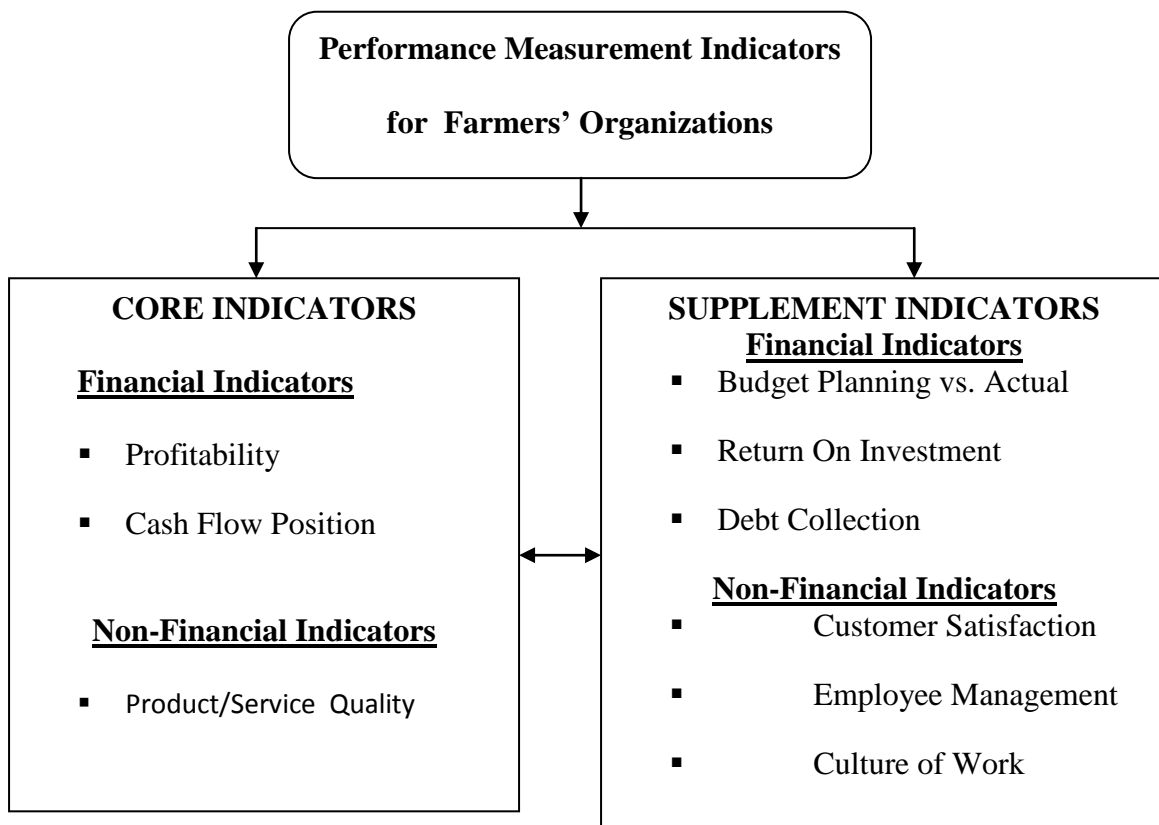 Performance Measurement Indicators
for Farmers’ Organizations
CORE INDICATORS
Financial Indicators
▪ Profitability
▪ Cash Flow Position
Non-Financial Indicators
▪ Product/Service Quality
SUPPLEMENT INDICATORS
Financial Indicators
▪ Budget Planning vs. Actual
▪ Return On Investment
▪ Debt Collection
Non-Financial Indicators
▪ Customer Satisfaction
▪ Employee Management
▪ Culture of Work